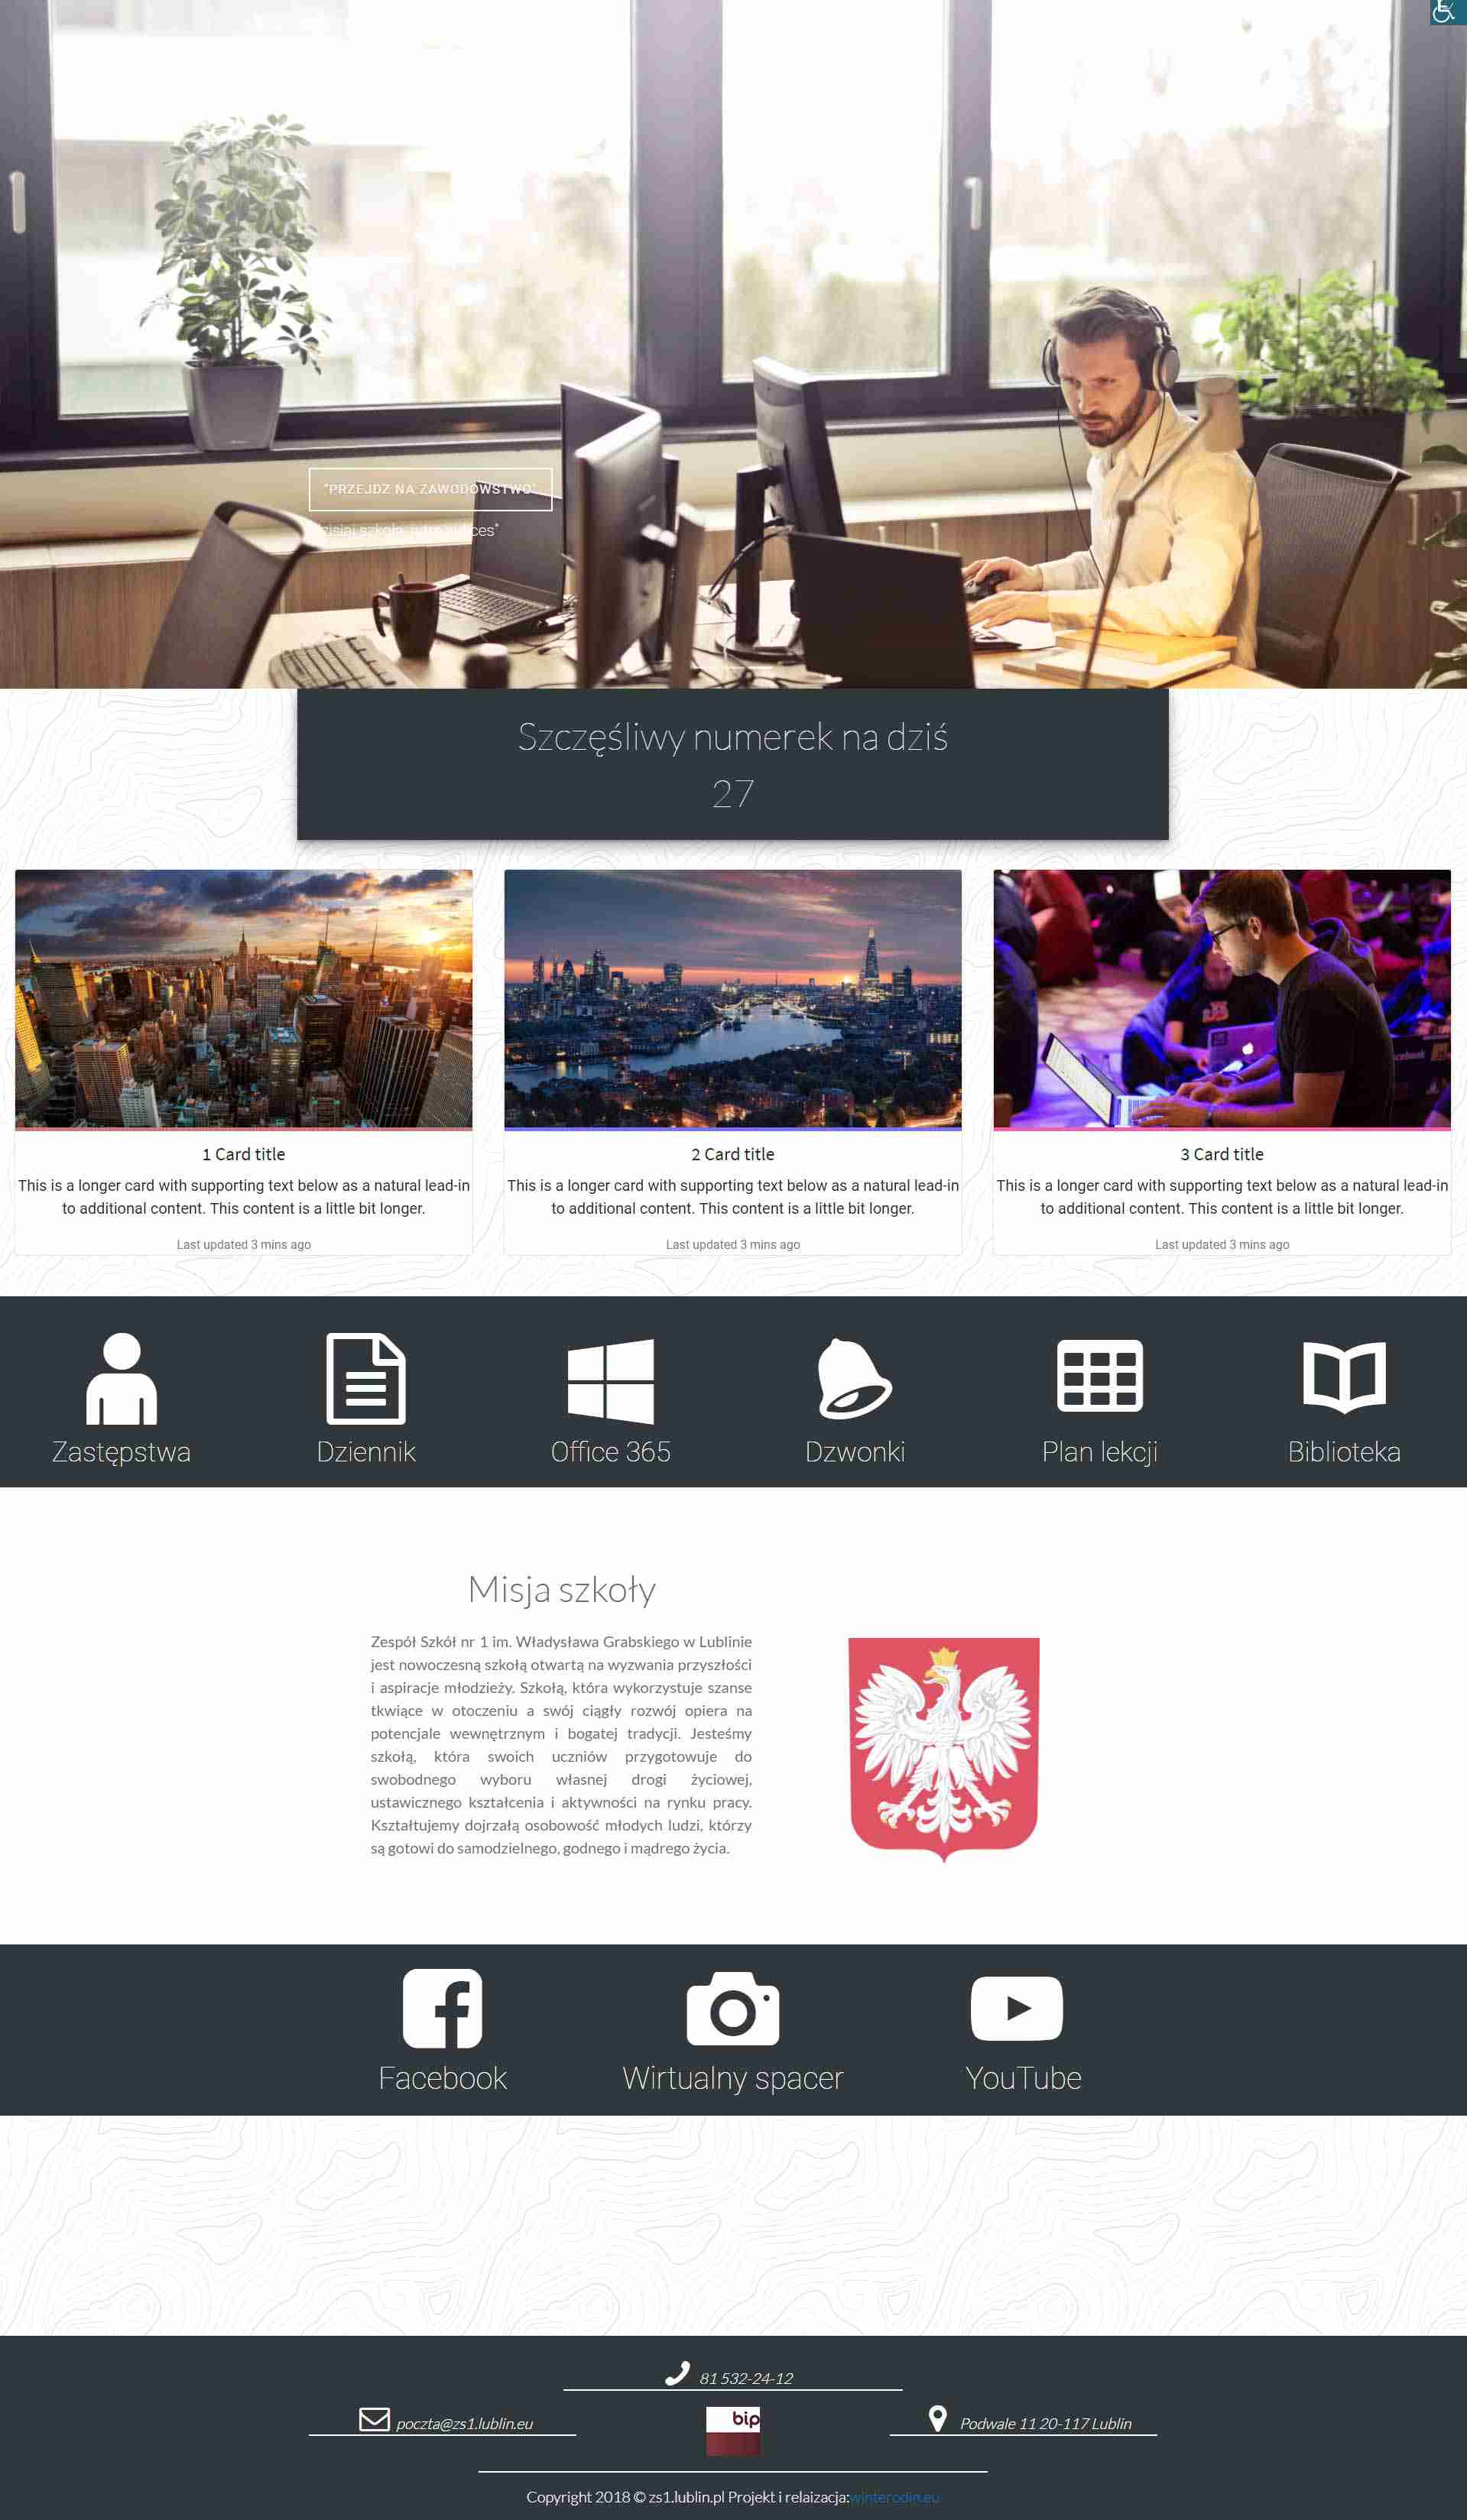 "PRZEJDZ NA ZAWODOWSTWO"
szkoła,
Szczęśliwy numerek na dziś
27
1 Card title
This is a longer card with supporting text below as a natural lead-in
to additional content. This content is a little bit longer.
Last updated 3 mins ago
2 Card title
This is a longer card with supporting text below as a natural lead-in
to additional content. This content is a little bit longer.
Last updated 3 mins ago
3 Card title
This is a longer card with supporting text below as a natural lead-in
to additional content. This content is a little bit longer.
Last updated 3 mins ago
Zastępstwa
Dziennik
Office 365
Dzwonki
Plan lekcji
Biblioteka
Misja szkoły
Zespół Szkół nr 1 im. Władysława Grabskiego w Lublinie
jest nowoczesną szkołą otwartą na wyzwania przyszłości
i aspiracje młodzieży. Szkołą, która wykorzystuje szanse
tkwiące w otoczeniu a swój ciągły rozwój opiera na
potencjale wewnętrznym i bogatej tradycji. Jesteśmy
szkołą, która swoich uczniów przygotowuje do
swobodnego wyboru własnej drogi życiowej,
ustawicznego kształcenia i aktywności na rynku pracy.
Kształtujemy dojrzałą osobowość młodych ludzi, którzy
są gotowi do samodzielnego, godnego i mądrego życia.
Facebook
Wirtualny spacer
YouTube
81 532-24-12
poczta@zs1.lublin.eu
bip
Podwale 11 20-117 Lublin
Copyright 2018 © zs1.lublin.pl Projekt i relaizacja:winterodin.eu